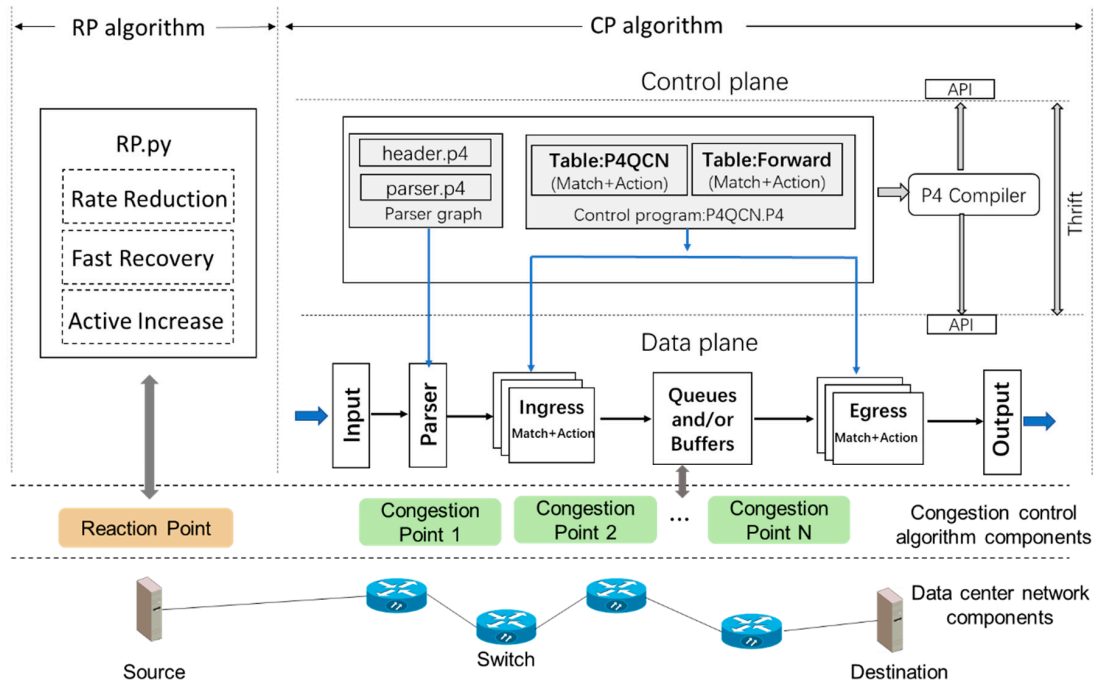 RP algorithm
CP algorithm
Control plane
API
RP.py
Rate Reduction
Fast Recovery
Active Increase
header.p4
parser.p4
Parser graph
Table:P4QCN
(Match+Action)
Table:Forward
(Match+Action)
Control program:P4QCN.P4
P4 Compiler
Thrift
API
Data plane
Input
Parser
Ingress
Match+Action
Queues
and/or
Buffers
Egress
Match+Action
Output
Reaction Point
Congestion
Point 1
Congestion
Point 2
...
Congestion
Point N
Congestion control
algorithm components
Data center network
components
Source
Switch
Destination